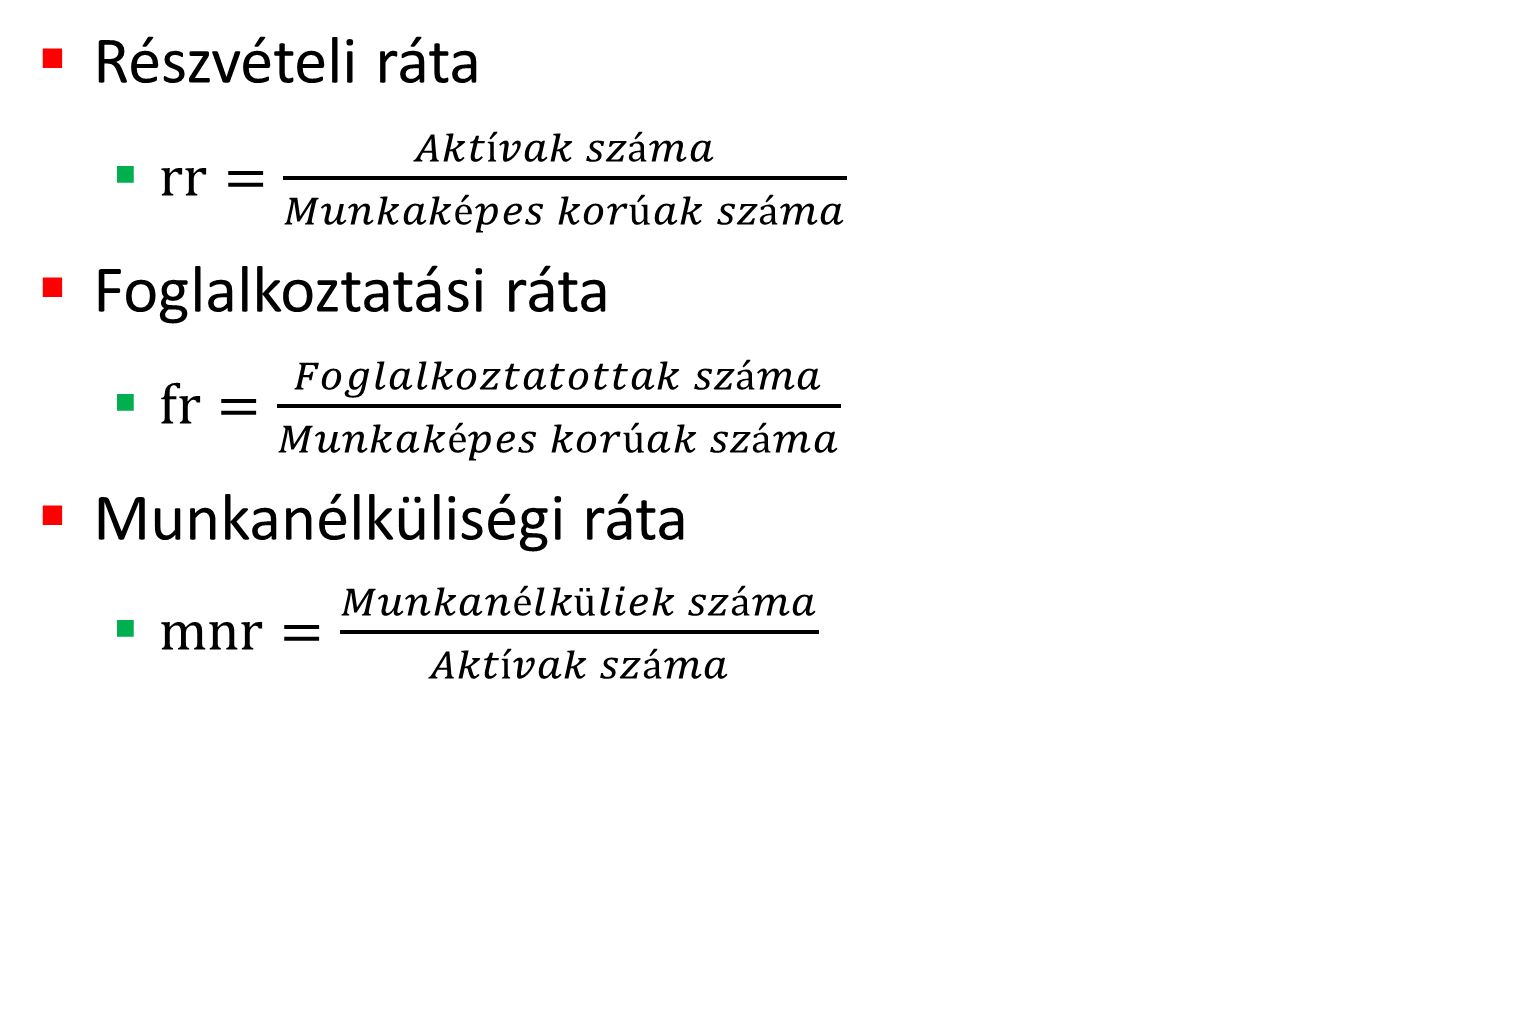 Részvételi ráta
rr = Aktívak száma / Munkaképes korúak száma
Foglalkoztatási ráta
fr = Foglalkoztatottak száma / Munkaképes korúak száma
Munkanélküliségi ráta
mnr = Munkanélküliek száma / Aktívak száma